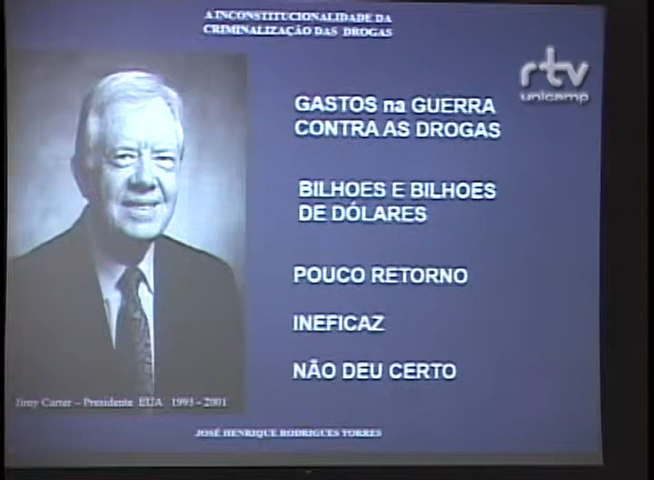 A INCONSTITUCIONALIDADE DA
CRIMINALIZAÇÃO DAS DROGAS
rtv
unicamp
GASTOS na GUERRA
CONTRA AS DROGAS
BILHOES E BILHOES
DE DÓLARES
POUCO RETORNO
INEFICAZ
NÃO DEU CERTO
Jimy Carter – Presidente EUA 1993 - 2001
JOSÉ HENRIQUE RODRIGUES TORRES